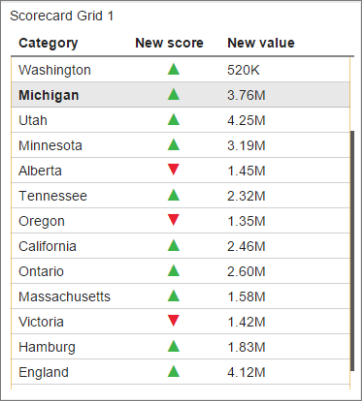 Scorecard Grid 1
Category New score New value
Washington 520K
Michigan 3.76M
Utah 4.25M
Minnesota 3.19M
Alberta 1.45M
Tennessee 2.32M
Oregon 1.35M
California 2.46M
Ontario 2.60M
Massachusetts 1.58M
Victoria 1.42M
Hamburg 1.83M
England 4.12M